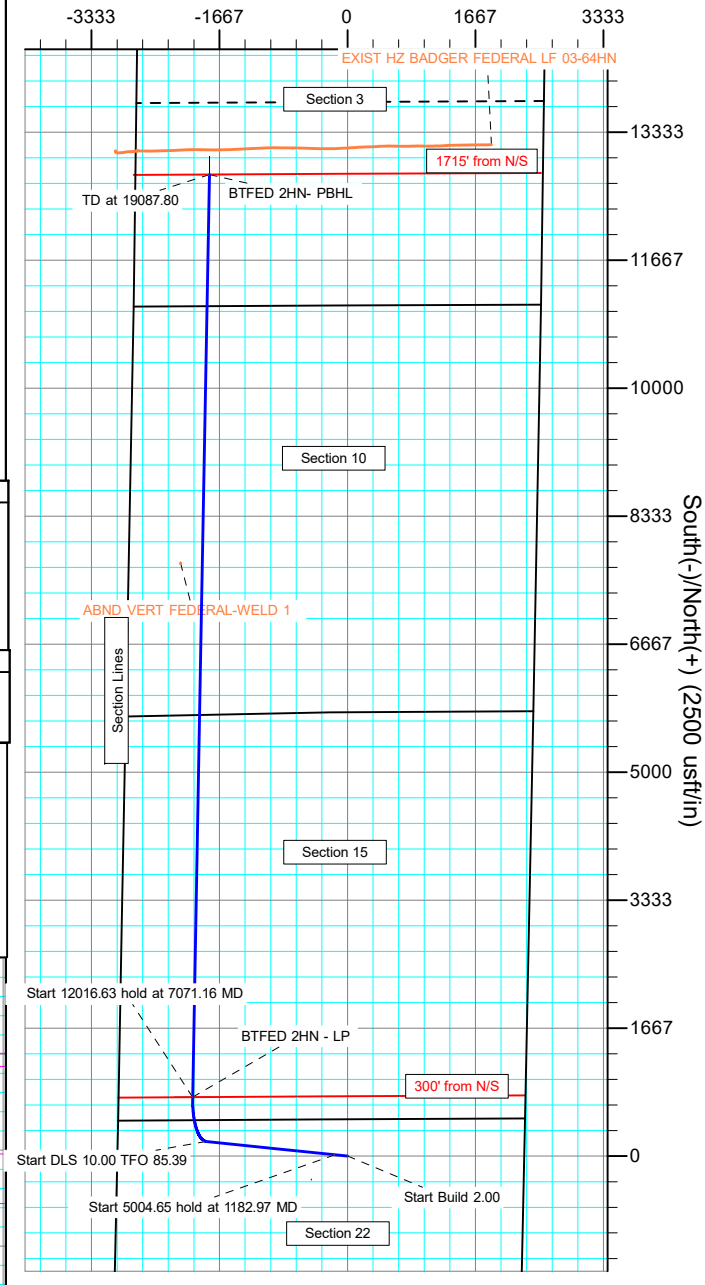 -3333
-1667
0
1667
3333
EXIST HZ BADGER FEDERAL LF 03-64HN
Section 3
13333
1715' from N/S
TD at 19087.80
BTFED 2HN- PBHL
11667
10000
Section 10
8333
ABND VERT FEDERAL-WELD 1
6667
Section Lines
South(-)/North(+) (2500 usft/in)
5000
Section 15
3333
Start 12016.63 hold at 7071.16 MD
1667
BTFED 2HN - LP
300' from N/S
0
Start DLS 10.00 TFO 85.39
Start Build 2.00
Start 5004.65 hold at 1182.97 MD
Section 22